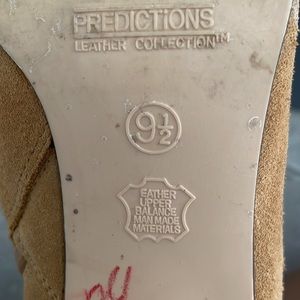 PREDICTIONS
LEATHER COLLECTION™
9½
LEATHER
UPPER
BALANCE
MAN MADE
MATERIALS